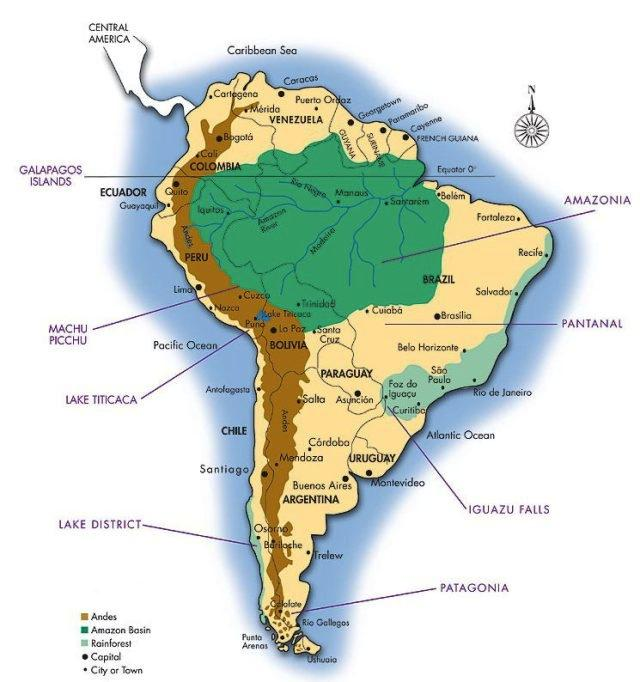 CENTRAL
AMERICA
Caribbean Sea
Cartagena
Caracas
Mérida
Puerto Ordaz
Georgetown
Paramaribo
Cayenne
VENEZUELA
GUYANA
SURINAME
FRENCH GUIANA
N
Bogotá
Cali
COLOMBIA
Equator 0°
GALAPAGOS
ISLANDS
ECUADOR
Quito
Guayaquil
Rio Negro
Manaus
Santarém
Belém
AMAZONIA
Iquitos
Amazon
River
Madeira
Fortaleza
Andes
PERU
Recife
BRAZIL
Lima
Cuzco
Nazca
Trinidad
Salvador
Lake Titicaca
Puno
La Paz
Cuiabá
Brasília
PANTANAL
MACHU
PICCHU
Santa
Cruz
BOLIVIA
Pacific Ocean
Belo Horizonte
PARAGUAY
São
Paulo
Foz do
Iguaçu
Rio de Janeiro
LAKE TITICACA
Antofagasta
Salta
Asunción
Curitiba
Andes
CHILE
Atlantic Ocean
Córdoba
Mendoza
URUGUAY
Santiago
Buenos Aires
Montevideo
ARGENTINA
IGUAZU FALLS
LAKE DISTRICT
Osorno
Bariloche
Trelew
PATAGONIA
Calafate
Río Gallegos
Punta
Arenas
Ushuaia
Andes
Amazon Basin
Rainforest
Capital
City or Town